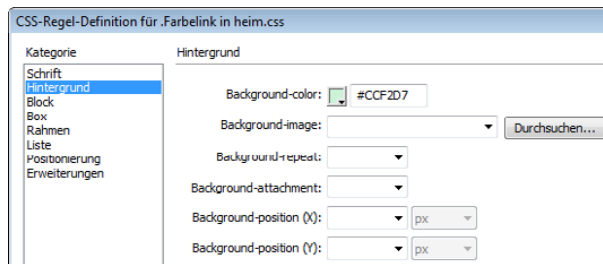 CSS-Regel-Definition für .Farbelink in heim.css
Kategorie
Schrift
Hintergrund
Block
Box
Rahmen
Liste
Positionierung
Erweiterungen
Hintergrund
Background-color: #CCF2D7
Background-image: Durchsuchen...
Background-repeat:
Background-attachment:
Background-position (X): px
Background-position (Y): px